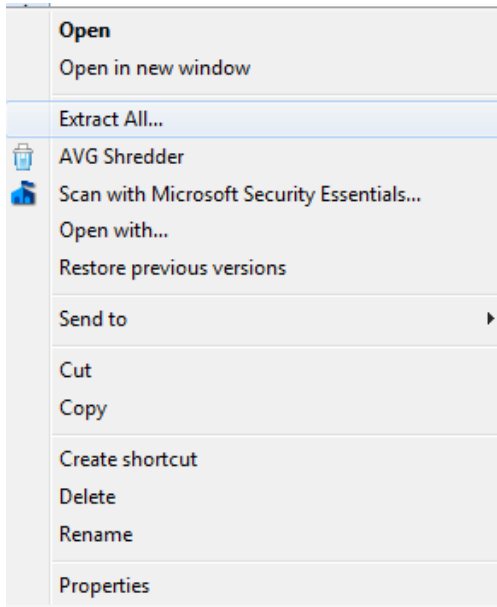 Open
Open in new window
Extract All...
AVG Shredder
Scan with Microsoft Security Essentials...
Open with...
Restore previous versions
Send to
Cut
Copy
Create shortcut
Delete
Rename
Properties